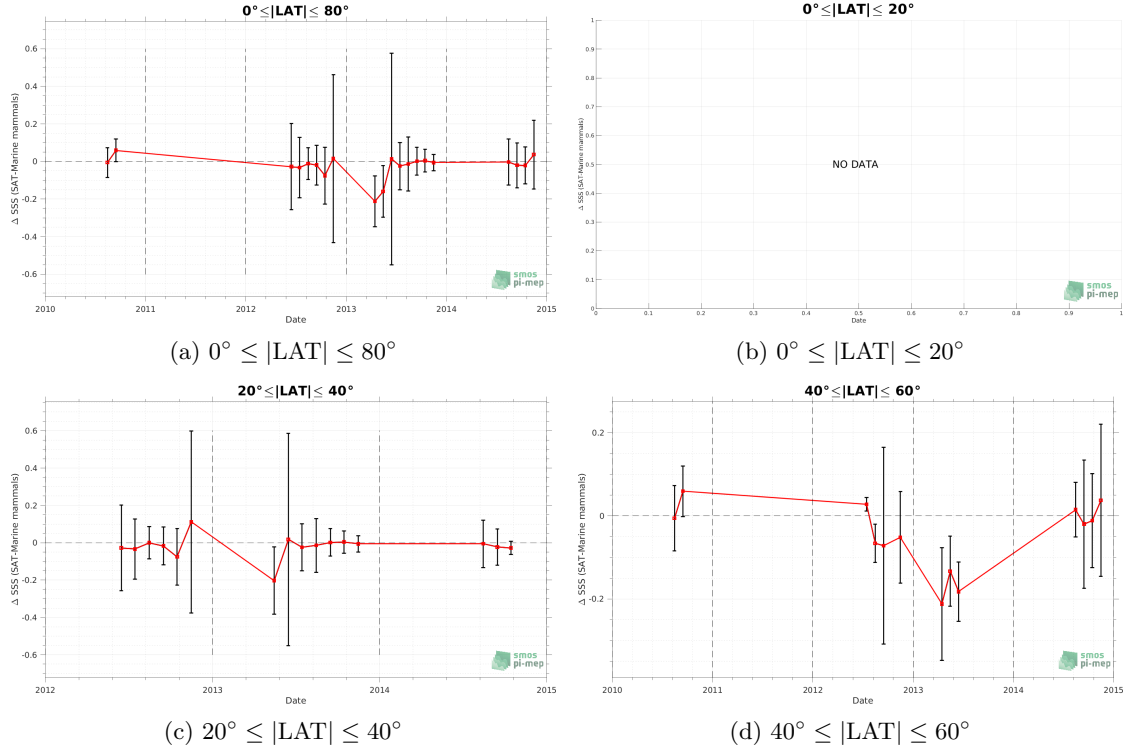 0°≤|LAT|≤ 80°
Δ SSS (SAT-Marine mammals)
0.6
0.4
0.2
0
-0.2
-0.4
-0.6
2010 2011 2012 2013 2014 2015
Date
smos
pi-mep
(a) 0° ≤ |LAT| ≤ 80°
0°≤|LAT|≤ 20°
Δ SSS (SAT-Marine mammals)
1
0.9
0.8
0.7
0.6
0.5
0.4
0.3
0.2
0.1
0
NO DATA
0 0.1 0.2 0.3 0.4 0.5 0.6 0.7 0.8 0.9 1
Date
smos
pi-mep
(b) 0° ≤ |LAT| ≤ 20°
20°≤|LAT|≤ 40°
Δ SSS (SAT-Marine mammals)
0.6
0.4
0.2
0
-0.2
-0.4
-0.6
2012 2013 2014 2015
Date
smos
pi-mep
(c) 20° ≤ |LAT| ≤ 40°
40°≤|LAT|≤ 60°
Δ SSS (SAT-Marine mammals)
0.2
0
-0.2
2010 2011 2012 2013 2014 2015
Date
smos
pi-mep
(d) 40° ≤ |LAT| ≤ 60°